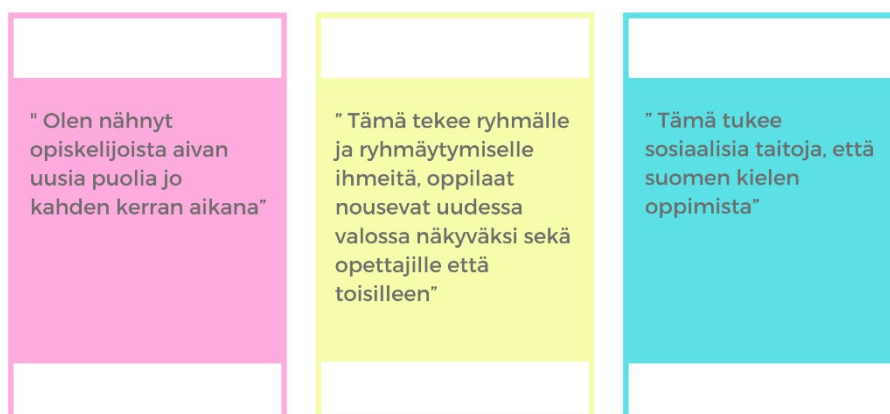 " Olen nähnyt
opiskelijoista aivan
uusia puolia jo
kahden kerran aikana”
” Tämä tekee ryhmälle
ja ryhmäytymiselle
ihmeitä, oppilaat
nousevat uudessa
valossa näkyväksi sekä
opettajille että
toisilleen”
” Tämä tukee
sosiaalisia taitoja, että
suomen kielen
oppimista”